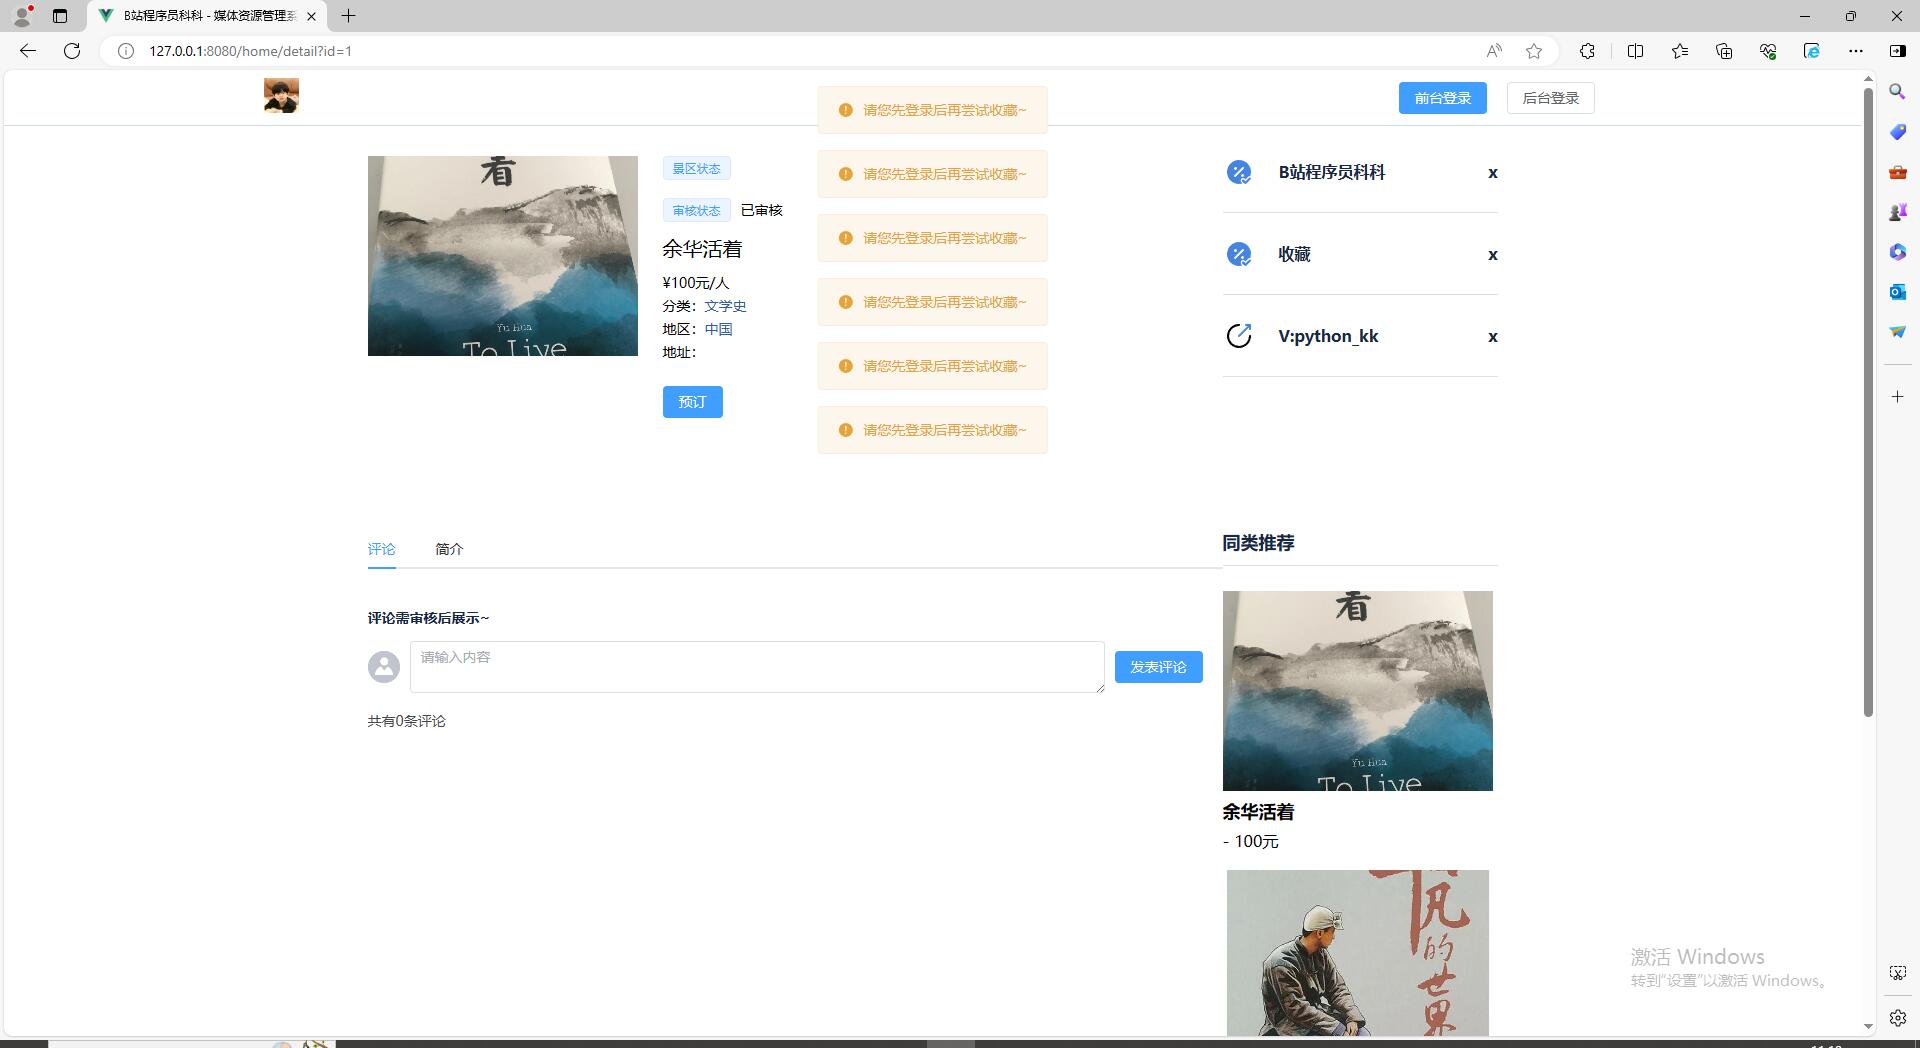 B站程序员科科 - 媒体资源管理系
127.0.0.1:8080/home/detail?id=1
前台登录
后台登录
请您先登录后再尝试收藏~
请您先登录后再尝试收藏~
请您先登录后再尝试收藏~
请您先登录后再尝试收藏~
请您先登录后再尝试收藏~
请您先登录后再尝试收藏~
看
Yu Hua
To Live
景区状态
审核状态 已审核
余华活着
¥100元/人
分类：文学史
地区：中国
地址：
预订
B站程序员科科 x
收藏 x
V:python_kk x
评论 简介
评论需审核后展示~
请输入内容
发表评论
共有0条评论
同类推荐
看
Yu Hua
To Live
余华活着
- 100元
凡
的
世
界
激活 Windows
转到“设置”以激活 Windows。